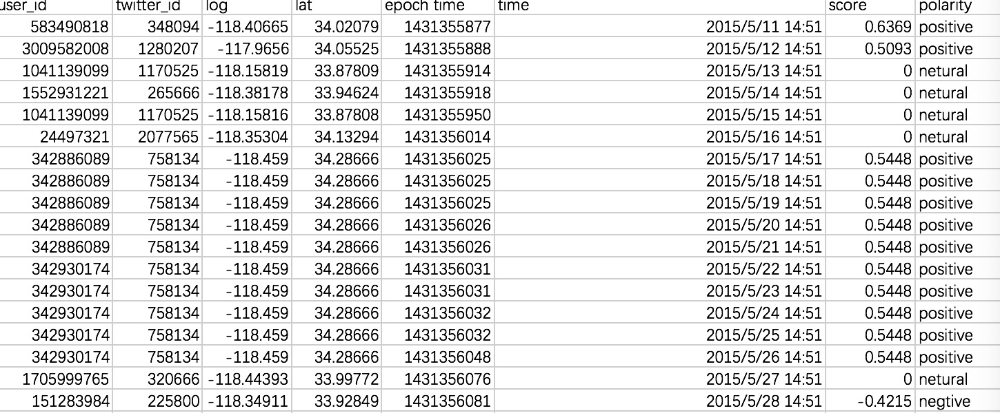 user_id twitter_id log lat epoch time time score polarity
583490818 348094 -118.40665 34.02079 1431355877 2015/5/11 14:51 0.6369 positive
3009582008 1280207 -117.9656 34.05525 1431355888 2015/5/12 14:51 0.5093 positive
1041139099 1170525 -118.15819 33.87809 1431355914 2015/5/13 14:51 0 netural
1552931221 265666 -118.38178 33.94624 1431355918 2015/5/14 14:51 0 netural
1041139099 1170525 -118.15816 33.87808 1431355950 2015/5/15 14:51 0 netural
24497321 2077565 -118.35304 34.13294 1431356014 2015/5/16 14:51 0 netural
342886089 758134 -118.459 34.28666 1431356025 2015/5/17 14:51 0.5448 positive
342886089 758134 -118.459 34.28666 1431356025 2015/5/18 14:51 0.5448 positive
342886089 758134 -118.459 34.28666 1431356025 2015/5/19 14:51 0.5448 positive
342886089 758134 -118.459 34.28666 1431356026 2015/5/20 14:51 0.5448 positive
342886089 758134 -118.459 34.28666 1431356026 2015/5/21 14:51 0.5448 positive
342930174 758134 -118.459 34.28666 1431356031 2015/5/22 14:51 0.5448 positive
342930174 758134 -118.459 34.28666 1431356031 2015/5/23 14:51 0.5448 positive
342930174 758134 -118.459 34.28666 1431356032 2015/5/24 14:51 0.5448 positive
342930174 758134 -118.459 34.28666 1431356032 2015/5/25 14:51 0.5448 positive
342930174 758134 -118.459 34.28666 1431356048 2015/5/26 14:51 0.5448 positive
1705999765 320666 -118.44393 33.99772 1431356076 2015/5/27 14:51 0 netural
151283984 225800 -118.34911 33.92849 1431356081 2015/5/28 14:51 -0.4215 negtive